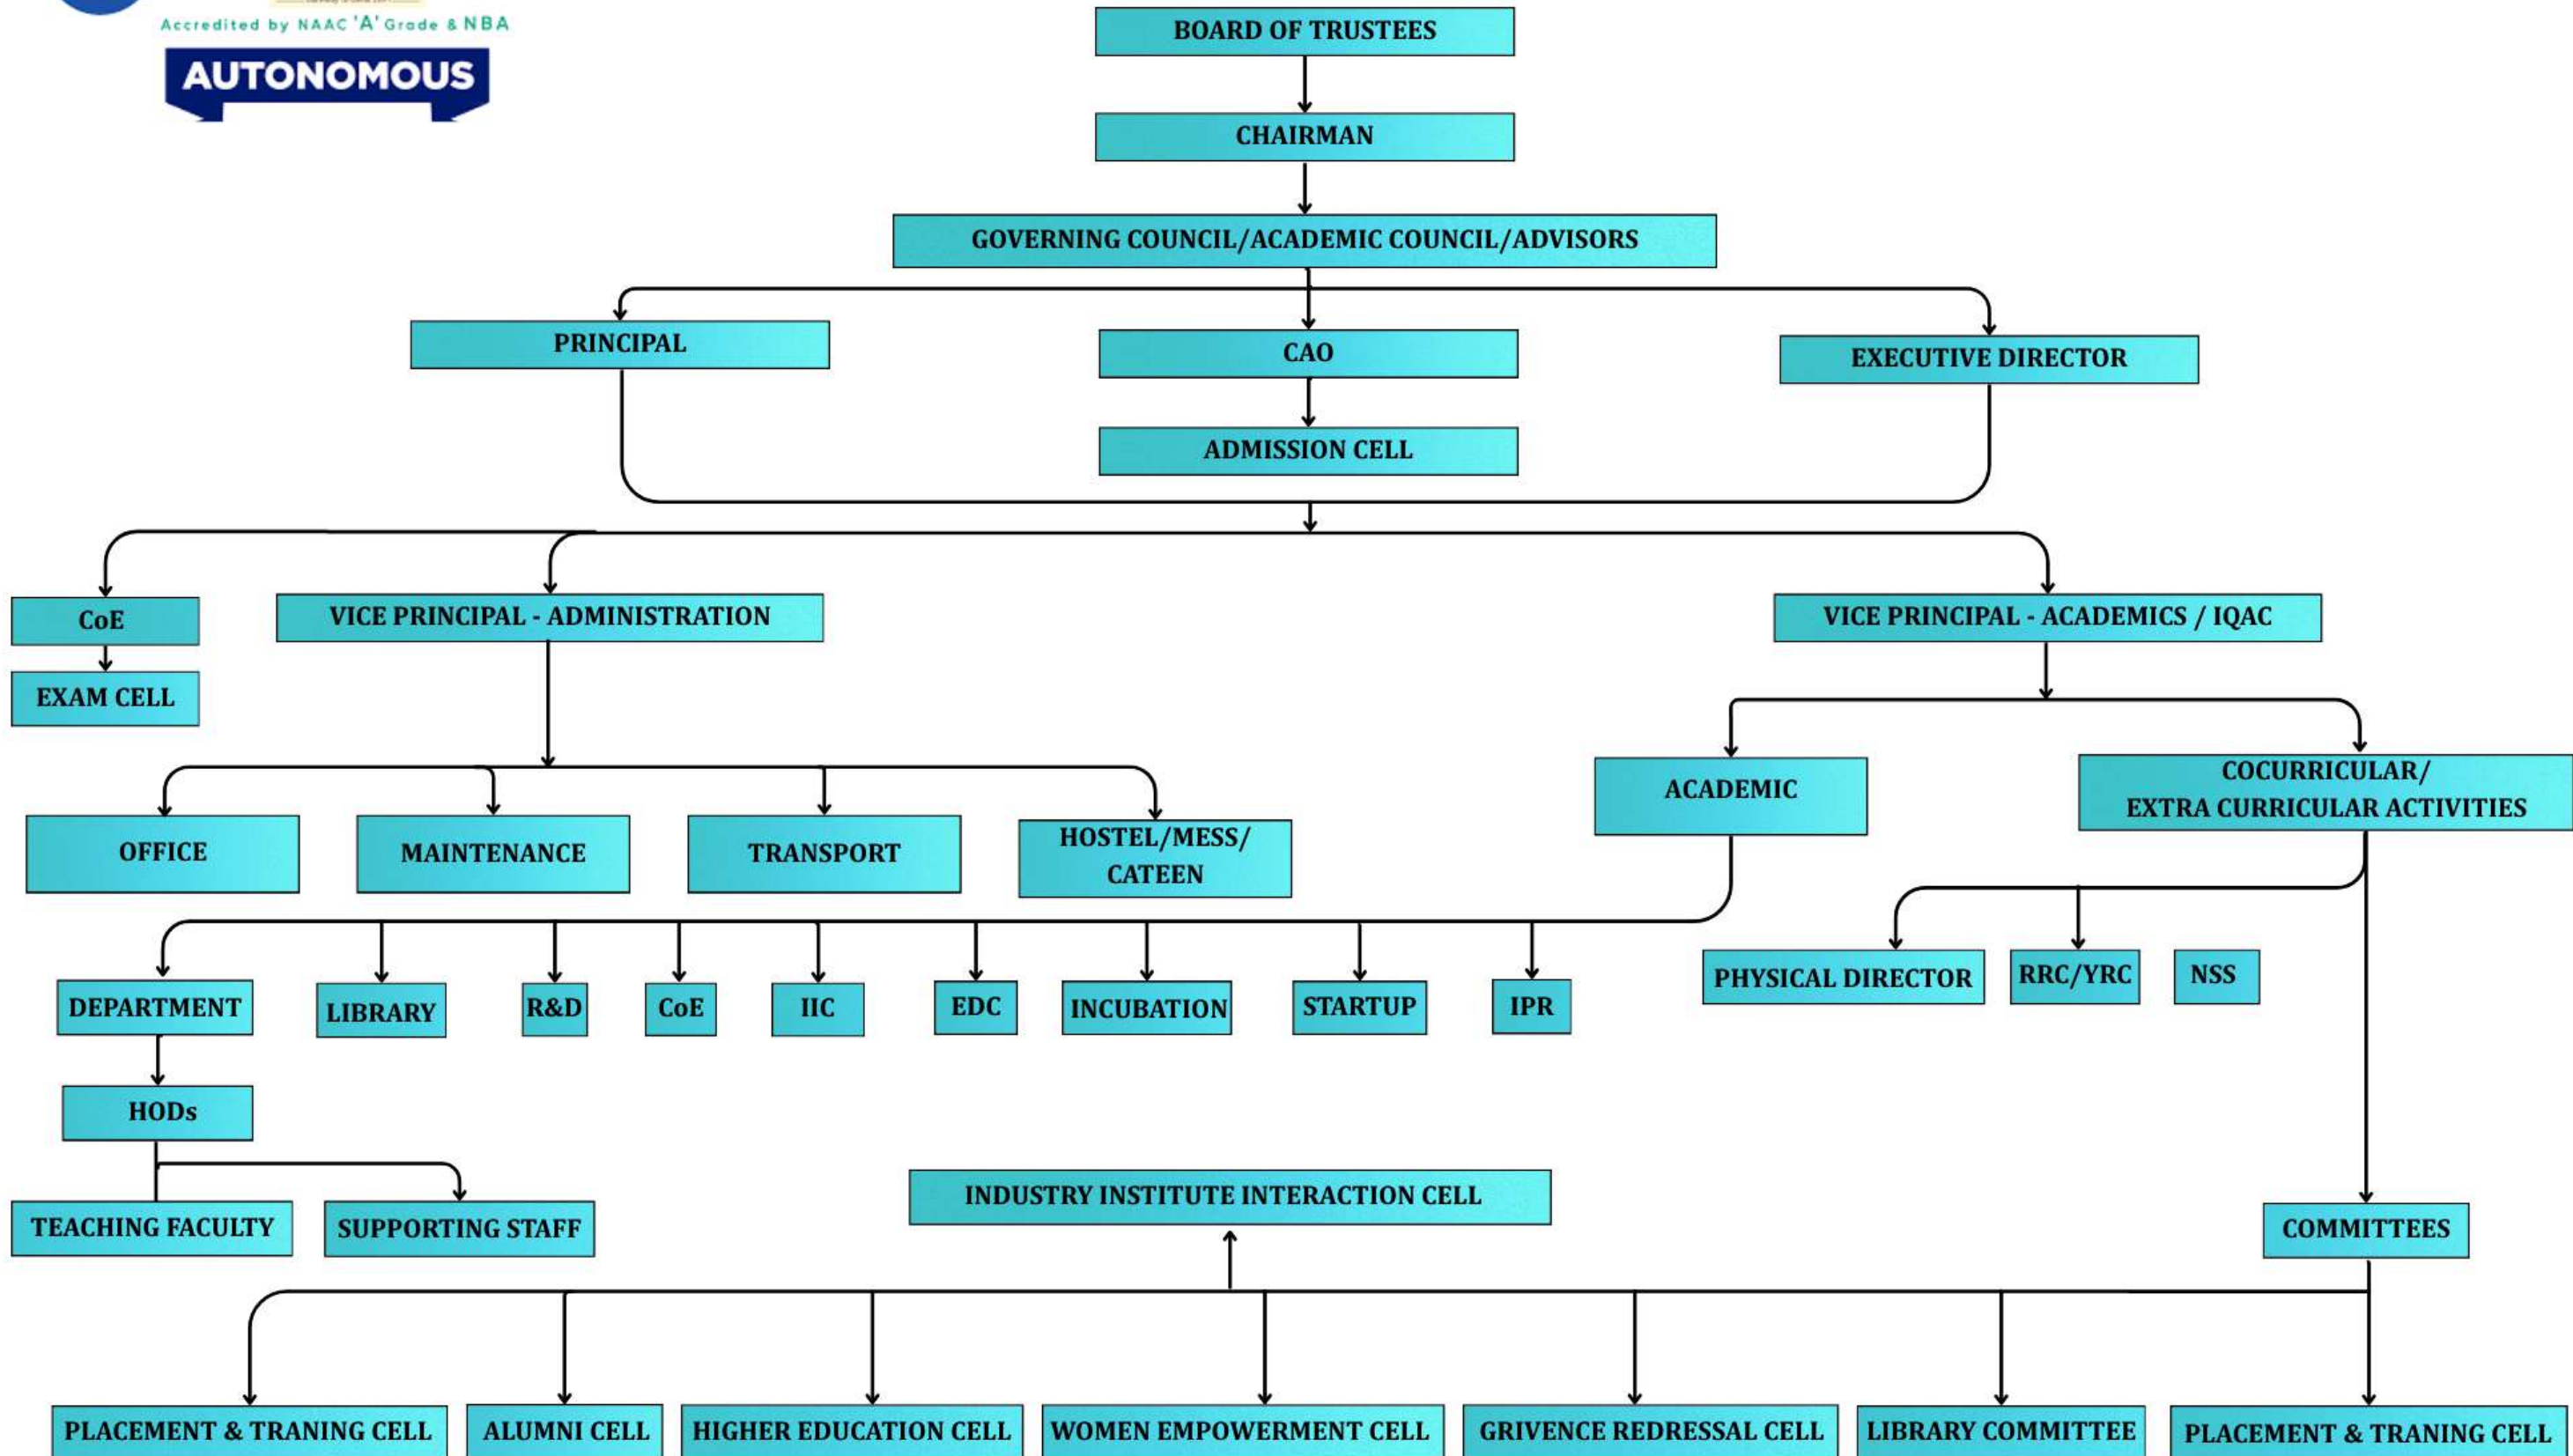 Accredited by NAAC 'A' Grade & NBA
AUTONOMOUS
BOARD OF TRUSTEES
CHAIRMAN
GOVERNING COUNCIL/ACADEMIC COUNCIL/ADVISORS
PRINCIPAL
CAO
EXECUTIVE DIRECTOR
ADMISSION CELL
CoE
VICE PRINCIPAL - ADMINISTRATION
VICE PRINCIPAL - ACADEMICS / IQAC
EXAM CELL
OFFICE
MAINTENANCE
TRANSPORT
HOSTEL/MESS/
CATEEN
ACADEMIC
COCURRICULAR/
EXTRA CURRICULAR ACTIVITIES
DEPARTMENT
LIBRARY
R&D
CoE
IIC
EDC
INCUBATION
STARTUP
IPR
PHYSICAL DIRECTOR
RRC/YRC
NSS
HODs
TEACHING FACULTY
SUPPORTING STAFF
INDUSTRY INSTITUTE INTERACTION CELL
COMMITTEES
PLACEMENT & TRANING CELL
ALUMNI CELL
HIGHER EDUCATION CELL
WOMEN EMPOWERMENT CELL
GRIVENCE REDRESSAL CELL
LIBRARY COMMITTEE
PLACEMENT & TRANING CELL